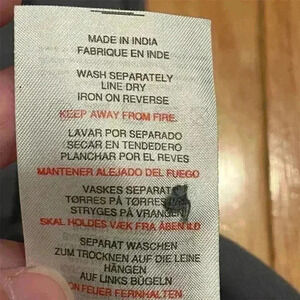 MADE IN INDIA
FABRIQUE EN INDE
WASH SEPARATELY
LINE DRY
IRON ON REVERSE
KEEP AWAY FROM FIRE.
LAVAR POR SEPARADO
SECAR EN TENDEDERO
PLANCHAR POR EL REVES
MANTENER ALEJADO DEL FUEGO
VASKES SEPARAT
TØRRES PÅ
STRYGES PÅ VRANGEN
SKAL HOLDES VÆK FRA ÅBEN ILD
SEPARAT WASCHEN
ZUM TROCKNEN AUF DIE LEINE
HÄNGEN
AUF LINKS BÜGELN
FEUER FERNHALTEN